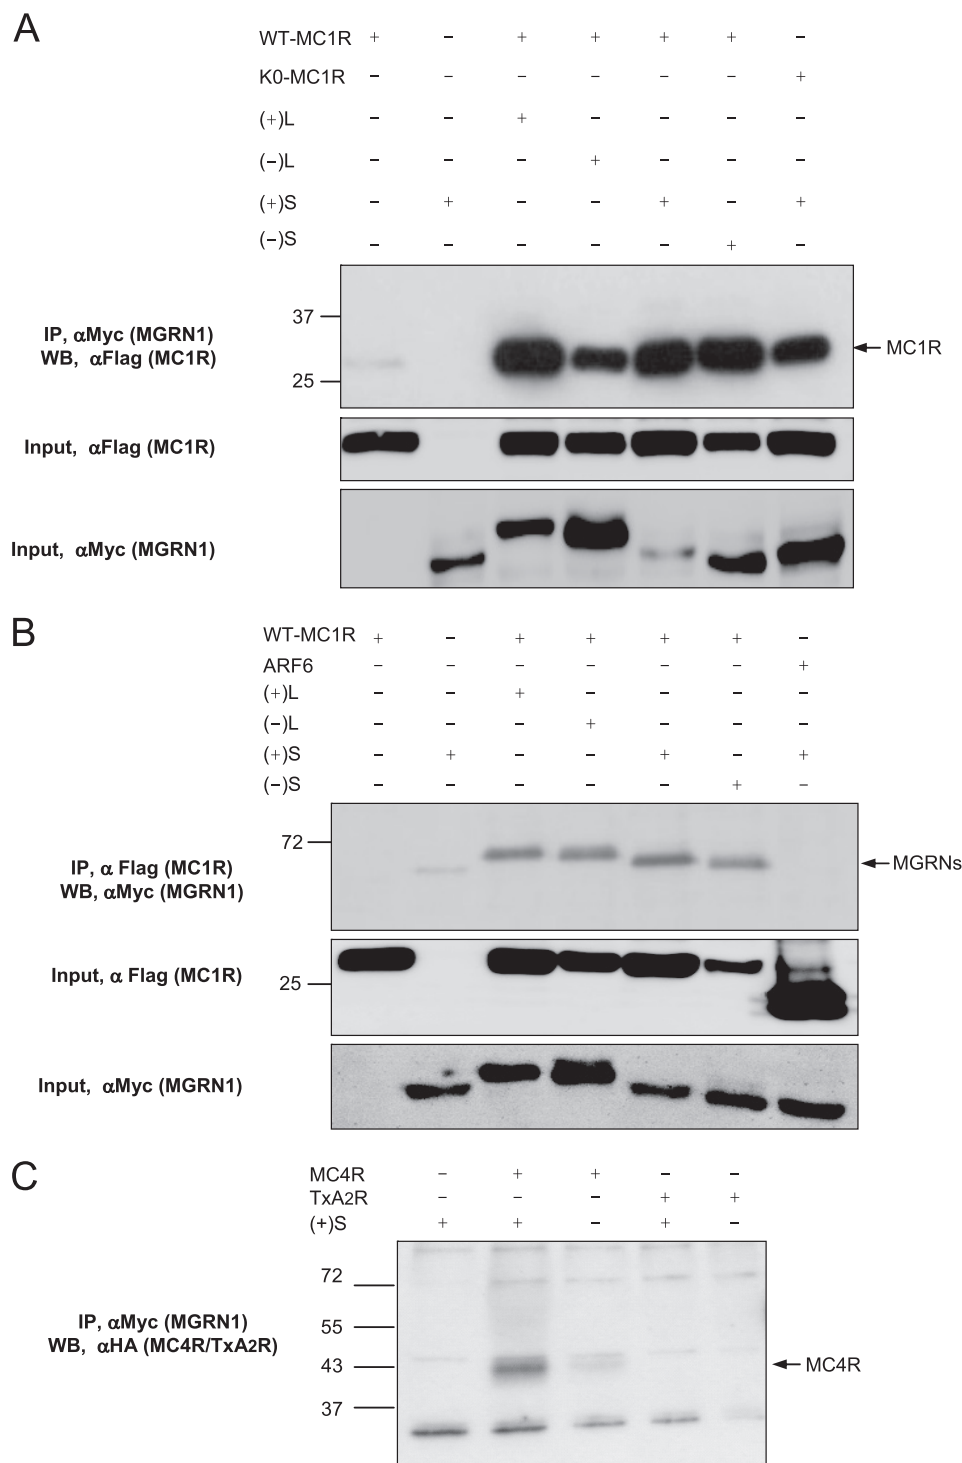 A
WT-MC1R + – + + + + –
K0-MC1R – – – – – – +
(+)L – – + – – – –
(–)L – – – + – – –
(+)S – + – – + – +
(–)S – – – – – + –
IP, αMyc (MGRN1)
WB, αFlag (MC1R)
37
25
MC1R
Input, αFlag (MC1R)
Input, αMyc (MGRN1)
B
WT-MC1R + – + + + + –
ARF6 – – – – – – +
(+)L – – + – – – –
(–)L – – – + – – –
(+)S – + – – + – +
(–)S – – – – – + –
IP, α Flag (MC1R)
WB, αMyc (MGRN1)
72
MGRNs
Input, α Flag (MC1R)
25
Input, αMyc (MGRN1)
C
MC4R – + + – –
TxA2R – – – + +
(+)S + + – + –
IP, αMyc (MGRN1)
WB, αHA (MC4R/TxA2R)
72
55
43
37
MC4R